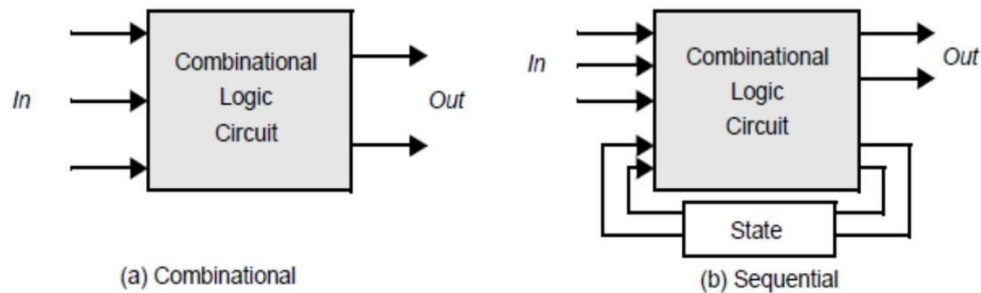 In
Combinational
Logic
Circuit
Out
(a) Combinational
In
Combinational
Logic
Circuit
Out
State
(b) Sequential